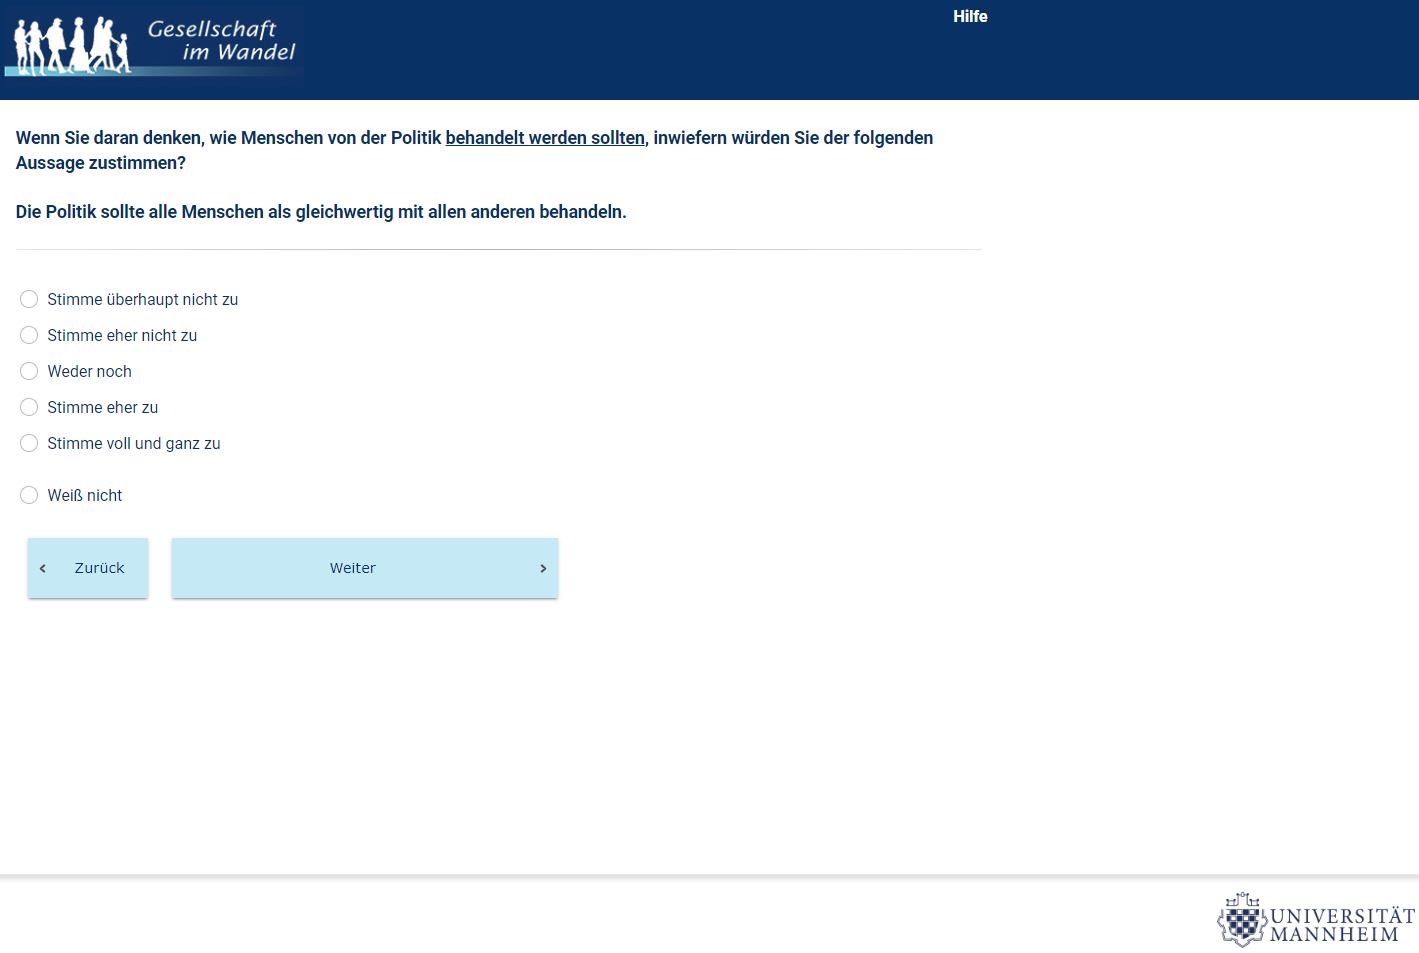 Gesellschaft
im Wandel
Hilfe
Wenn Sie daran denken, wie Menschen von der Politik behandelt werden sollten, inwiefern würden Sie der folgenden
Aussage zustimmen?
Die Politik sollte alle Menschen als gleichwertig mit allen anderen behandeln.
Stimme überhaupt nicht zu
Stimme eher nicht zu
Weder noch
Stimme eher zu
Stimme voll und ganz zu
Weiß nicht
‹ Zurück
Weiter ›
UNIVERSITÄT
MANNHEIM